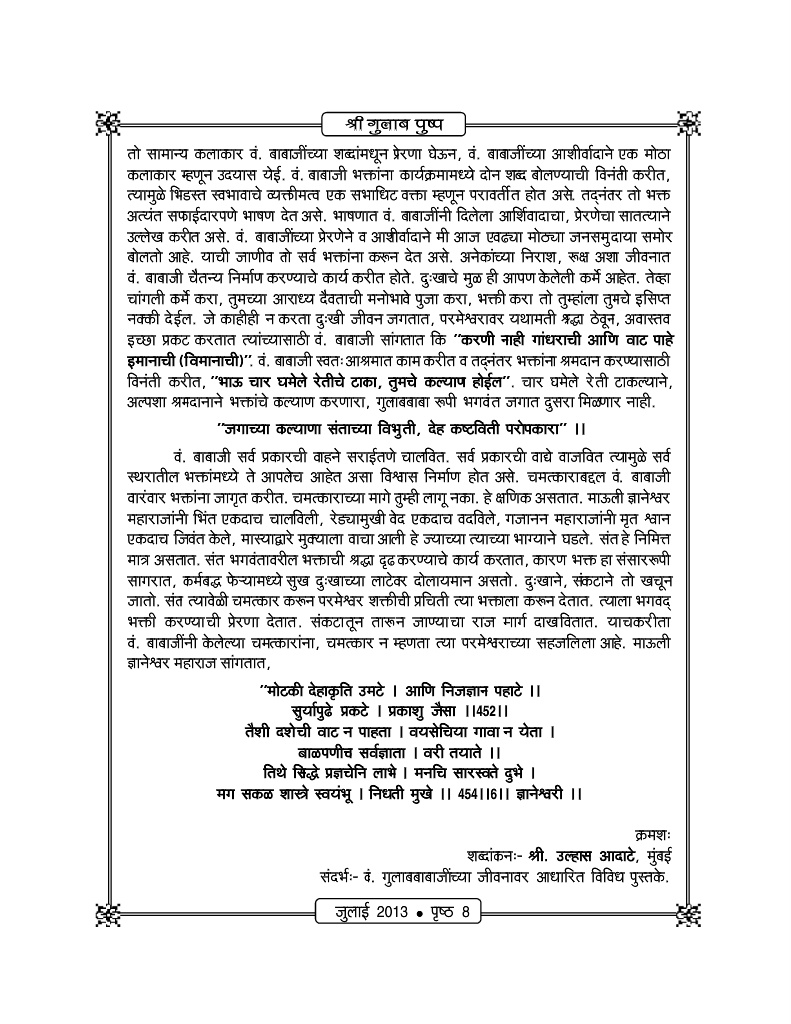 श्री गुलाब पुष्प
तो सामान्य कलाकार वं. बाबाजींच्या शब्दांमधून प्रेरणा घेऊन, वं. बाबाजींच्या आशीर्वादाने एक मोठा
कलाकार म्हणून उदयास येई. वं. बाबाजी भक्तांना कार्यक्रमामध्ये दोन शब्द बोलण्याची विनंती करीत,
त्यामुळे भिडस्त स्वभावाचे व्यक्तीमत्व एक सभाधिट वक्ता म्हणून परावर्तीत होत असे. तद्नंतर तो भक्त
अत्यंत सफाईदारपणे भाषण देत असे. भाषणात वं. बाबाजींनी दिलेला आर्शिवादाचा, प्रेरणेचा सातत्याने
उल्लेख करीत असे. वं. बाबाजींच्या प्रेरणेने व आशीर्वादाने मी आज एवढ्या मोठ्या जनसमुदाया समोर
बोलतो आहे. याची जाणीव तो सर्व भक्तांना करून देत असे. अनेकांच्या निराश, रूक्ष अशा जीवनात
वं. बाबाजी चैतन्य निर्माण करण्याचे कार्य करीत होते. दुःखाचे मुळ ही आपण केलेली कर्मे आहेत. तेव्हा
चांगली कर्मे करा, तुमच्या आराध्य दैवताची मनोभावे पुजा करा, भक्ती करा तो तुम्हांला तुमचे इसिप्त
नक्की देईल. जे काहीही न करता दुःखी जीवन जगतात, परमेश्वरावर यथामती श्रद्धा ठेवून, अवास्तव
इच्छा प्रकट करतात त्यांच्यासाठी वं. बाबाजी सांगतात कि "करणी नाही गांधराची आणि वाट पाहे
इमानाची (विमानाची)". वं. बाबाजी स्वतः आश्रमात काम करीत व तद्नंतर भक्तांना श्रमदान करण्यासाठी
विनंती करीत, "भाऊ चार घमेले रेतीचे टाका, तुमचे कल्याण होईल". चार घमेले रेती टाकल्याने,
अल्पशा श्रमदानाने भक्तांचे कल्याण करणारा, गुलाबबाबा रूपी भगवंत जगात दुसरा मिळणार नाही.
"जगाच्या कल्याणा संताच्या विभुती, देह कष्टविती परोपकारा" ।।
वं. बाबाजी सर्व प्रकारची वाहने सराईतणे चालवित. सर्व प्रकारची वाद्ये वाजवित त्यामुळे सर्व
स्थरातील भक्तांमध्ये ते आपलेच आहेत असा विश्वास निर्माण होत असे. चमत्काराबद्दल वं. बाबाजी
वारंवार भक्तांना जागृत करीत. चमत्काराच्या मागे तुम्ही लागू नका. हे क्षणिक असतात. माऊली ज्ञानेश्वर
महाराजांनी भिंत एकदाच चालविली, रेड्यामुखी वेद एकदाच वदविले, गजानन महाराजांनी मृत श्वान
एकदाच जिवंत केले, मास्याद्वारे मुक्याला वाचा आली हे ज्याच्या त्याच्या भाग्याने घडले. संत हे निमित्त
मात्र असतात. संत भगवंतावरील भक्ताची श्रद्धा दृढ करण्याचे कार्य करतात, कारण भक्त हा संसाररूपी
सागरात, कर्मबद्ध फेऱ्यामध्ये सुख दुःखाच्या लाटेवर दोलायमान असतो. दुःखाने, संकटाने तो खचून
जातो. संत त्यावेळी चमत्कार करून परमेश्वर शक्तीची प्रचिती त्या भक्ताला करून देतात. त्याला भगवद्
भक्ती करण्याची प्रेरणा देतात. संकटातून तारून जाण्याचा राज मार्ग दाखवितात. याचकरीता
वं. बाबाजींनी केलेल्या चमत्कारांना, चमत्कार न म्हणता त्या परमेश्वराच्या सहजलिला आहे. माऊली
ज्ञानेश्वर महाराज सांगतात,
"मोटकी देहाकृति उमटे । आणि निजज्ञान पहाटे ।।
सुर्यापुढे प्रकटे । प्रकाशु जैसा ।।452।।
तैशी दशेची वाट न पाहता । वयसेचिया गावा न येता ।
बाळपणीच सर्वज्ञाता । वरी तयाते ।।
तिथे सिद्धे प्रज्ञचेनि लाभे । मनचि सारस्वते दुभे ।
मग सकळ शास्त्रे स्वयंभू । निधती मुखे ।। 454।।6।। ज्ञानेश्वरी ।।
क्रमशः
शब्दांकनः- श्री. उल्हास आदाटे, मुंबई
संदर्भः- वं. गुलाबबाबाजींच्या जीवनावर आधारित विविध पुस्तके.
जुलाई 2013 ● पृष्ठ 8